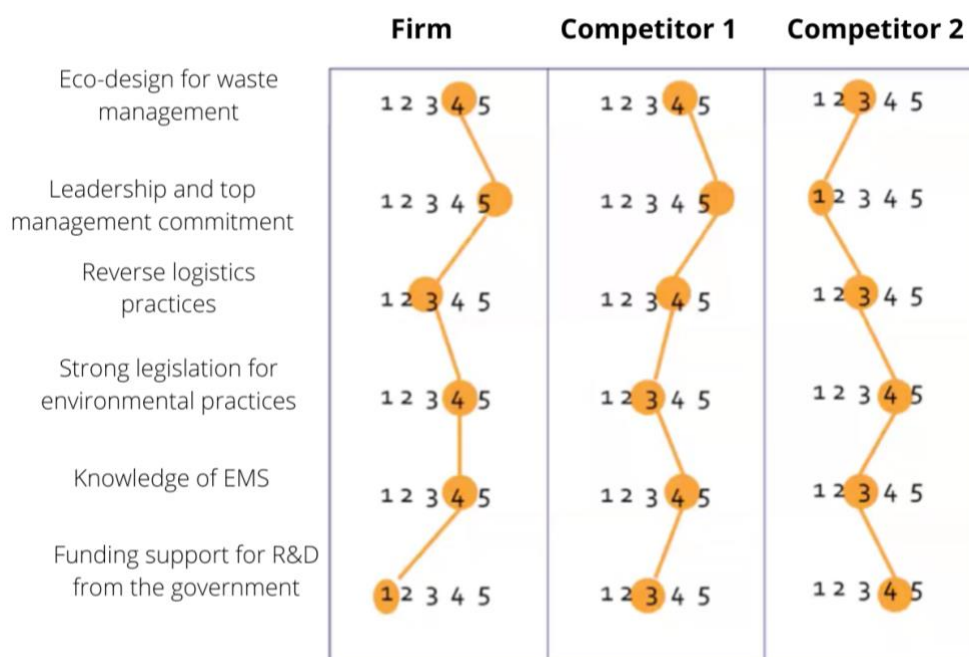 Firm Competitor 1 Competitor 2
Eco-design for waste
management
1 2 3 4 5 1 2 3 4 5 1 2 3 4 5
Leadership and top
management commitment
1 2 3 4 5 1 2 3 4 5 1 2 3 4 5
Reverse logistics
practices
1 2 3 4 5 1 2 3 4 5 1 2 3 4 5
Strong legislation for
environmental practices
1 2 3 4 5 1 2 3 4 5 1 2 3 4 5
Knowledge of EMS
1 2 3 4 5 1 2 3 4 5 1 2 3 4 5
Funding support for R&D
from the government
1 2 3 4 5 1 2 3 4 5 1 2 3 4 5